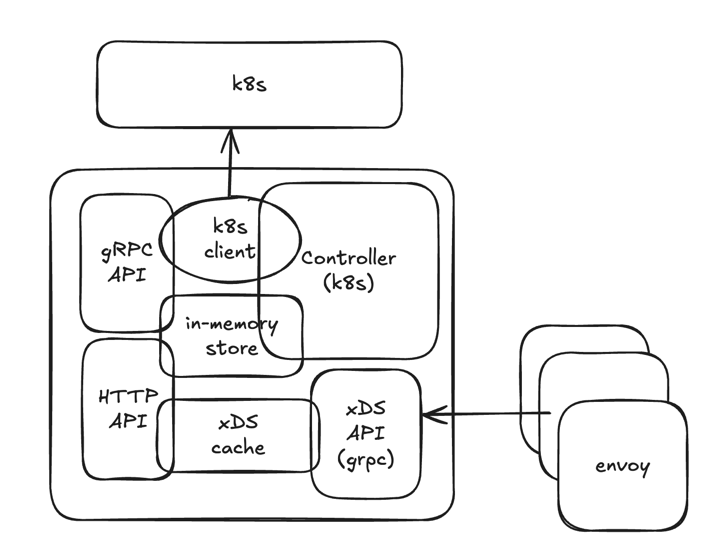 k8s
k8s
client
gRPC
API
Controller
(k8s)
in-memory
store
HTTP
API
xDS
cache
xDS
API
(grpc)
envoy